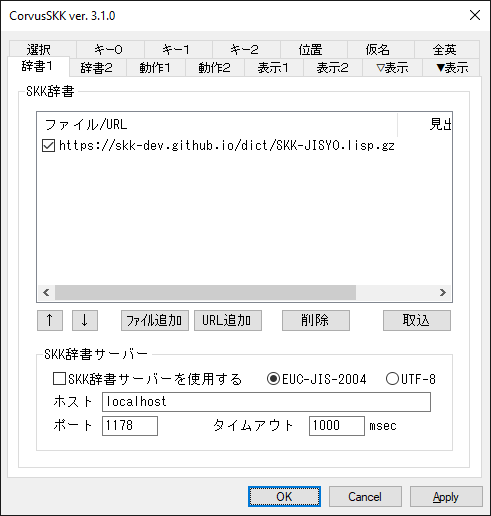 CorvusSKK ver. 3.1.0
選択 キー0 キー1 キー2 位置 仮名 全英
辞書1 辞書2 動作1 動作2 表示1 表示2 ▽表示 ▼表示
SKK辞書
ファイル/URL 見出
https://skk-dev.github.io/dict/SKK-JISYO.lisp.gz
↑ ↓ ファイル追加 URL追加 削除 取込
SKK辞書サーバー
SKK辞書サーバーを使用する EUC-JIS-2004 UTF-8
ホスト localhost
ポート 1178 タイムアウト 1000 msec
OK Cancel Apply